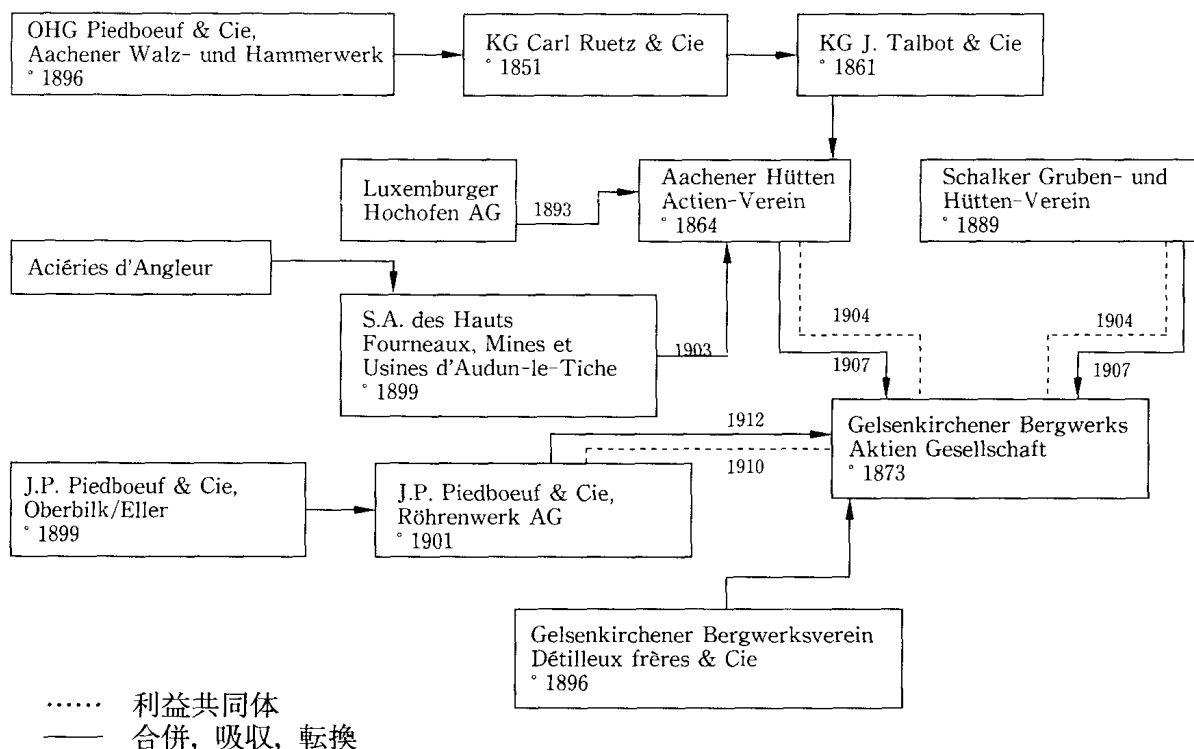 OHG Piedboeuf & Cie,
Aachener Walz- und Hammerwerk
° 1896
KG Carl Ruetz & Cie
° 1851
KG J. Talbot & Cie
° 1861
Luxemburger
Hochofen AG
1893
Aachener Hütten
Actien-Verein
° 1864
Schalker Gruben- und
Hütten-Verein
° 1889
Aciéries d'Angleur
S.A. des Hauts
Fourneaux, Mines et
Usines d'Audun-le-Tiche
° 1899
1903
1904
1904
1907
1907
Gelsenkirchener Bergwerks
Aktien Gesellschaft
° 1873
1912
1910
J.P. Piedboeuf & Cie,
Oberbilk/Eller
° 1899
J.P. Piedboeuf & Cie,
Röhrenwerk AG
° 1901
Gelsenkirchener Bergwerksverein
Détilleux frères & Cie
° 1896
…… 利益共同体
—— 合併, 吸収, 転換